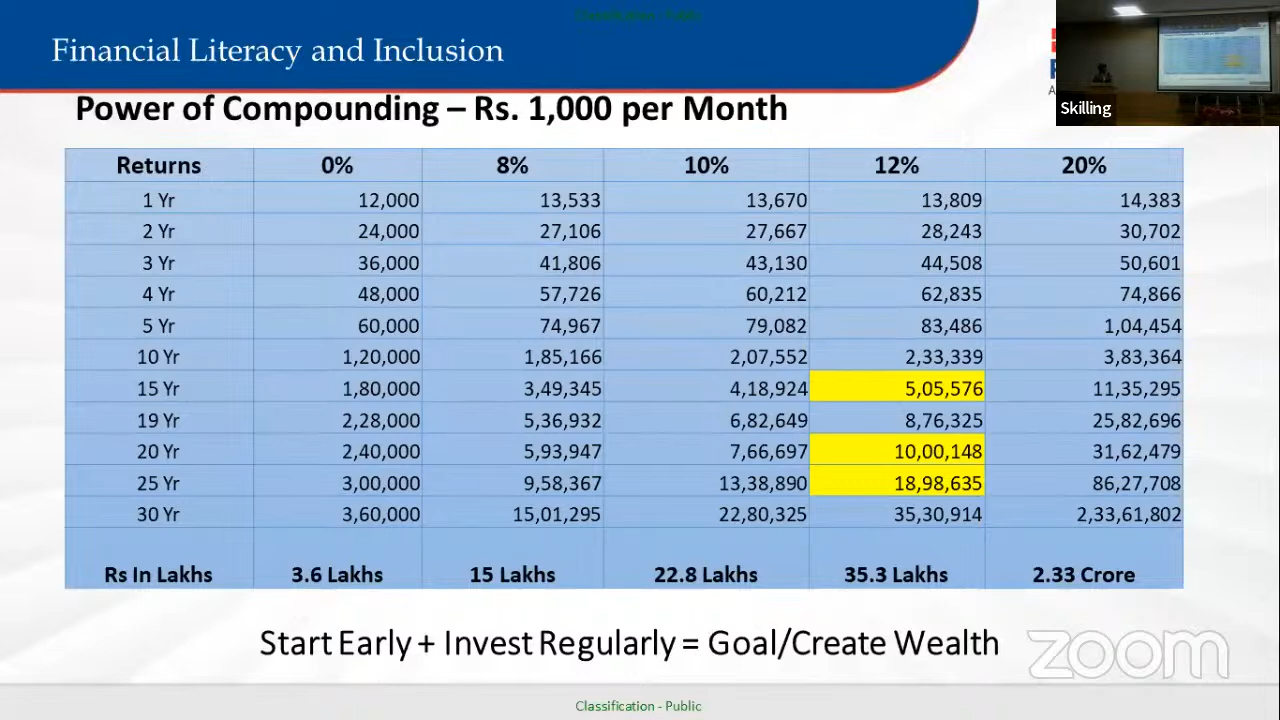 Classification - Public
Financial Literacy and Inclusion
Skilling
Power of Compounding – Rs. 1,000 per Month
Returns 0% 8% 10% 12% 20%
1 Yr 12,000 13,533 13,670 13,809 14,383
2 Yr 24,000 27,106 27,667 28,243 30,702
3 Yr 36,000 41,806 43,130 44,508 50,601
4 Yr 48,000 57,726 60,212 62,835 74,866
5 Yr 60,000 74,967 79,082 83,486 1,04,454
10 Yr 1,20,000 1,85,166 2,07,552 2,33,339 3,83,364
15 Yr 1,80,000 3,49,345 4,18,924 5,05,576 11,35,295
19 Yr 2,28,000 5,36,932 6,82,649 8,76,325 25,82,696
20 Yr 2,40,000 5,93,947 7,66,697 10,00,148 31,62,479
25 Yr 3,00,000 9,58,367 13,38,890 18,98,635 86,27,708
30 Yr 3,60,000 15,01,295 22,80,325 35,30,914 2,33,61,802
Rs In Lakhs 3.6 Lakhs 15 Lakhs 22.8 Lakhs 35.3 Lakhs 2.33 Crore
Start Early + Invest Regularly = Goal/Create Wealth
zoom
Classification - Public